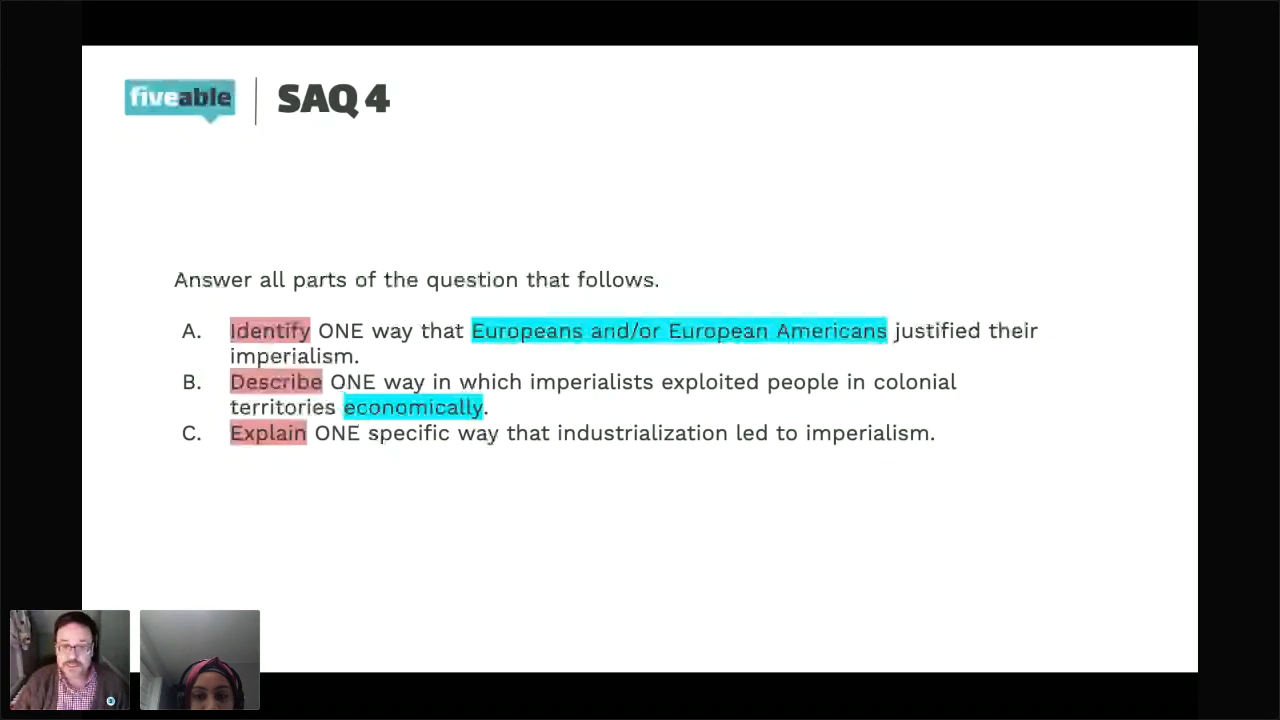 fiveable
SAQ 4
Answer all parts of the question that follows.
A. Identify ONE way that Europeans and/or European Americans justified their
imperialism.
B. Describe ONE way in which imperialists exploited people in colonial
territories economically.
C. Explain ONE specific way that industrialization led to imperialism.